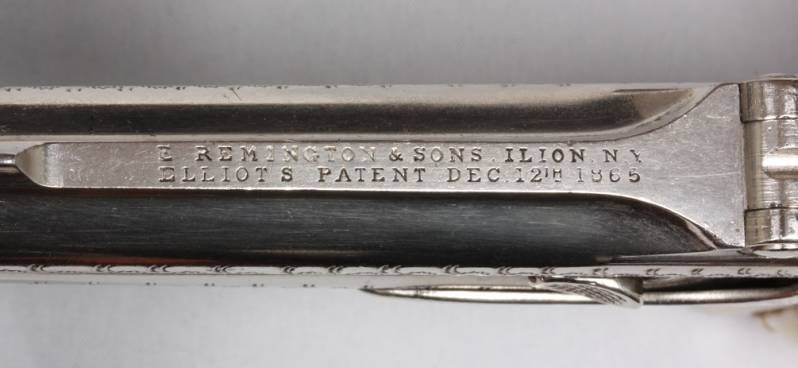 E REMINGTON & SONS, ILION, N.Y.
ELLIOT'S PATENT DEC. 12TH 1865